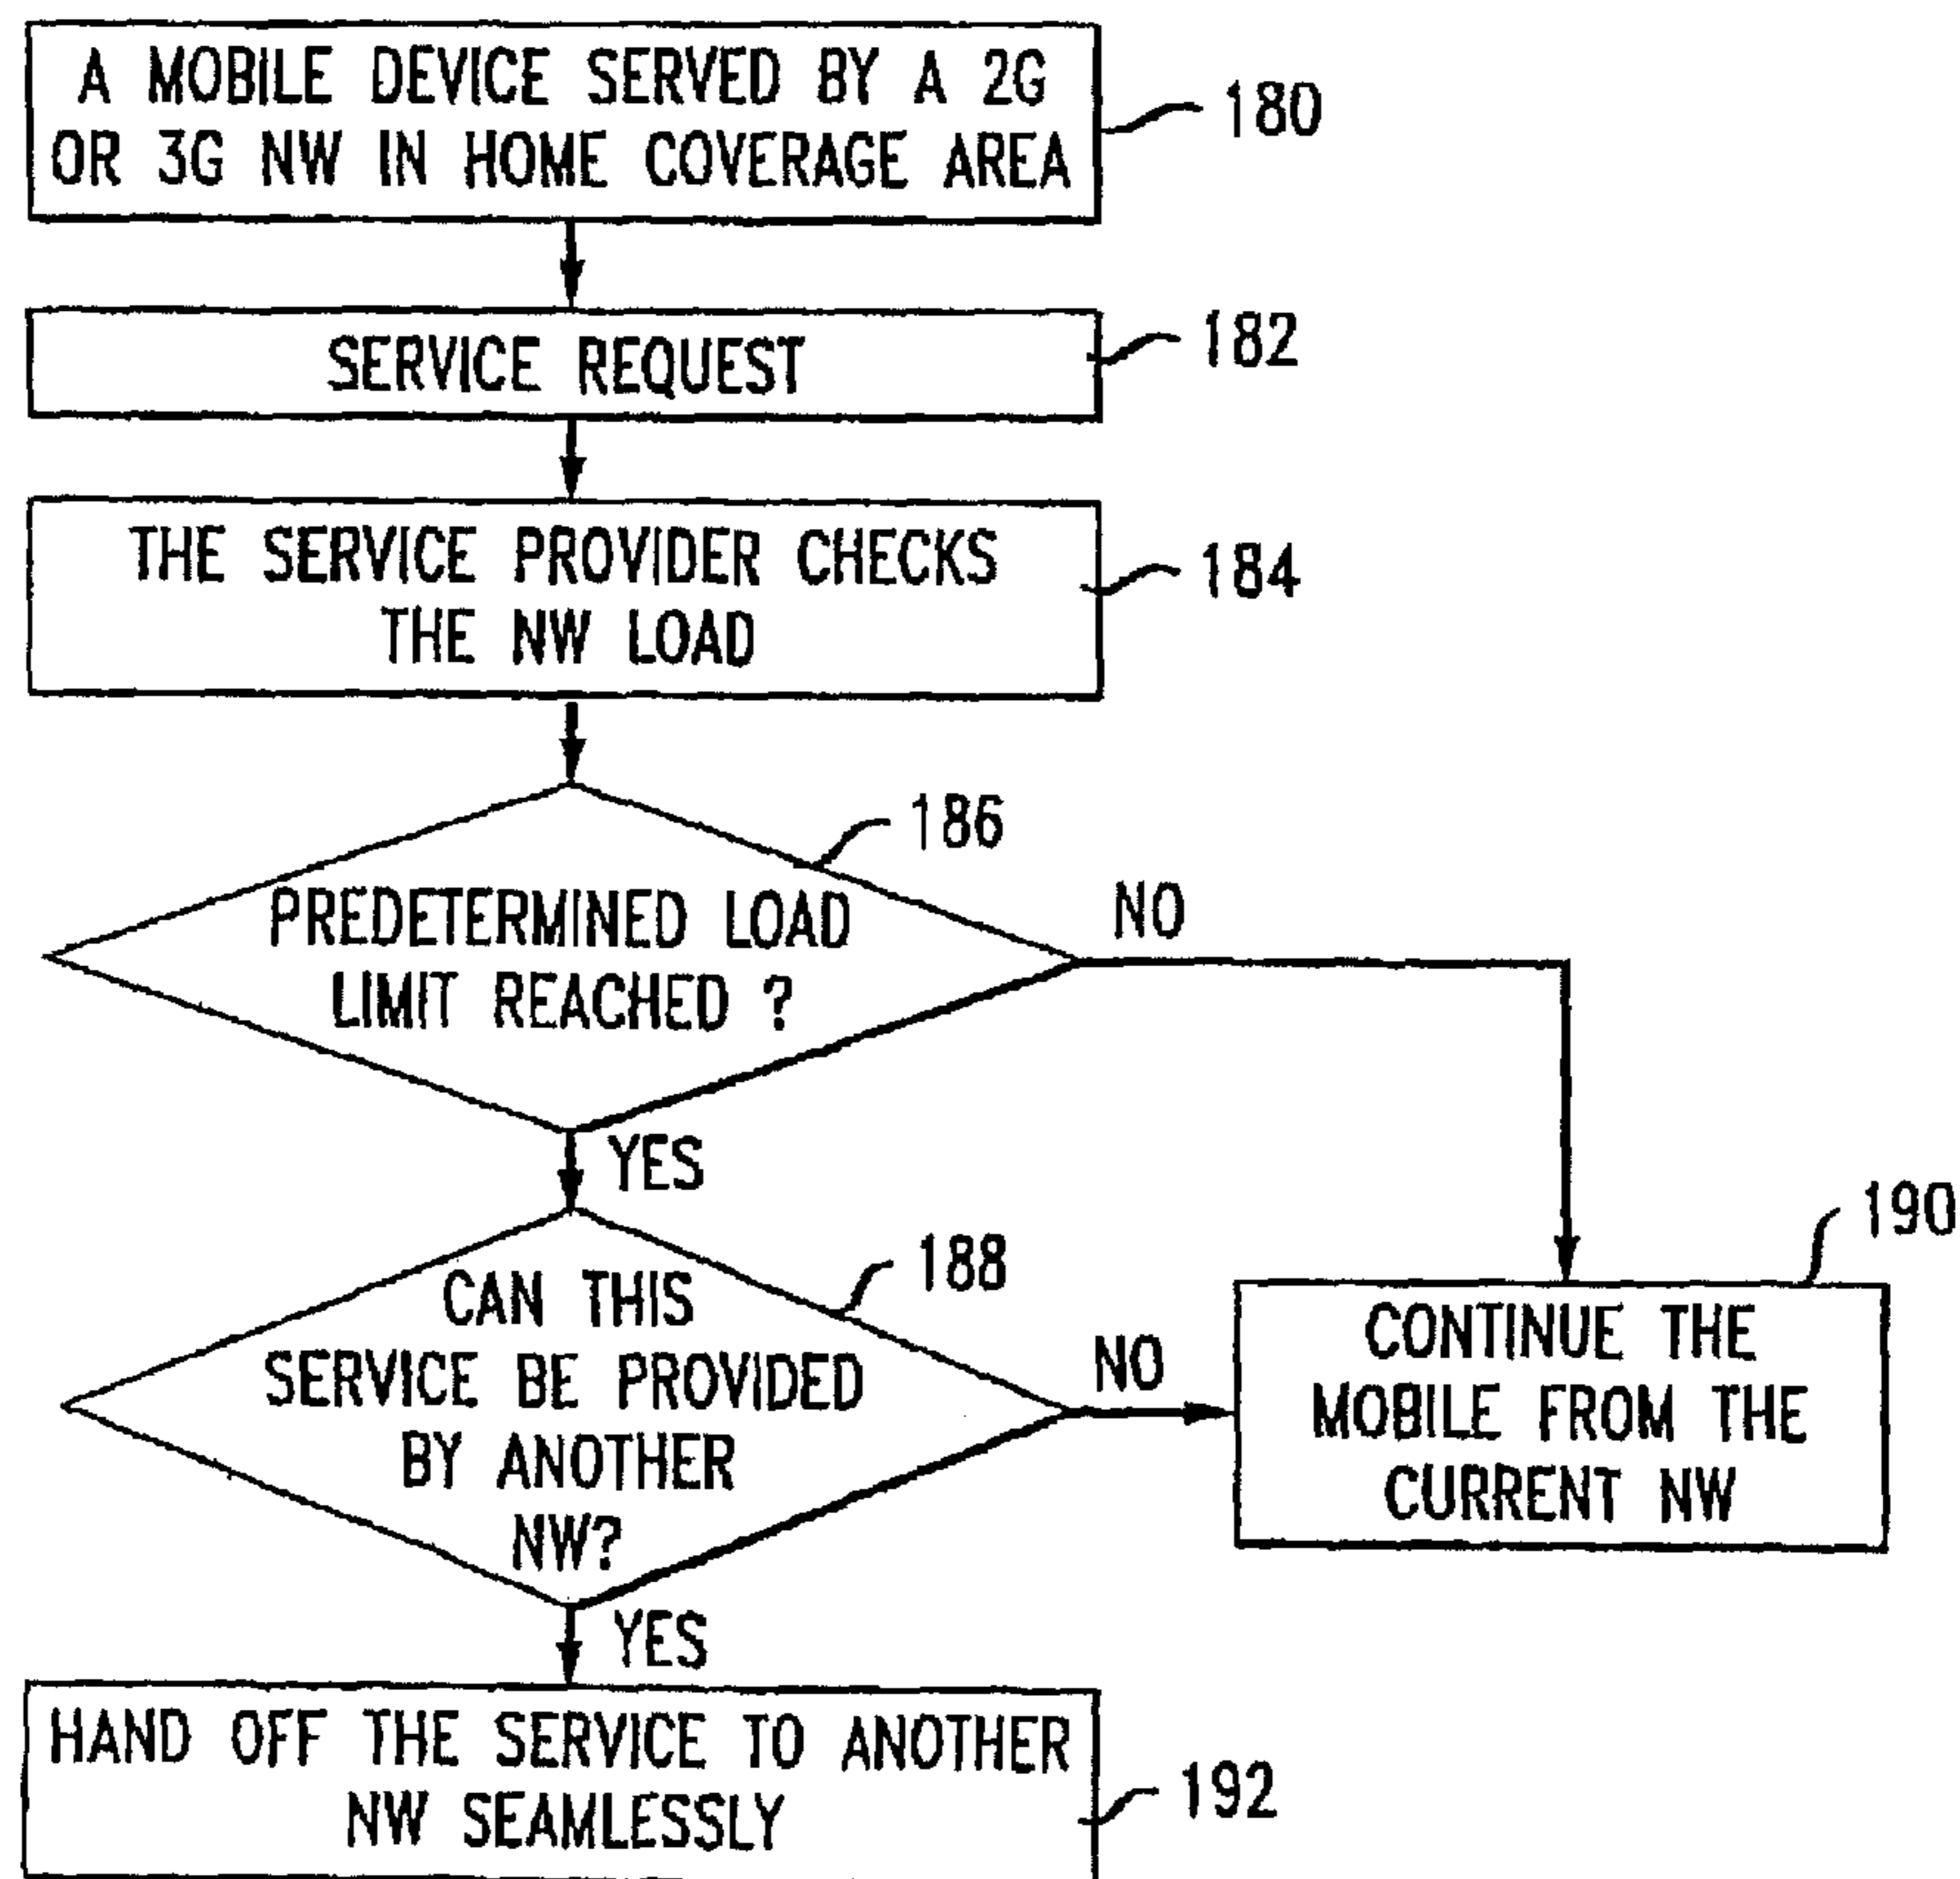 A MOBILE DEVICE SERVED BY A 2G
OR 3G NW IN HOME COVERAGE AREA
180
SERVICE REQUEST
182
THE SERVICE PROVIDER CHECKS
THE NW LOAD
184
186
PREDETERMINED LOAD
LIMIT REACHED ?
NO
YES
188
CAN THIS
SERVICE BE PROVIDED
BY ANOTHER
NW?
NO
190
CONTINUE THE
MOBILE FROM THE
CURRENT NW
YES
HAND OFF THE SERVICE TO ANOTHER
NW SEAMLESSLY
192